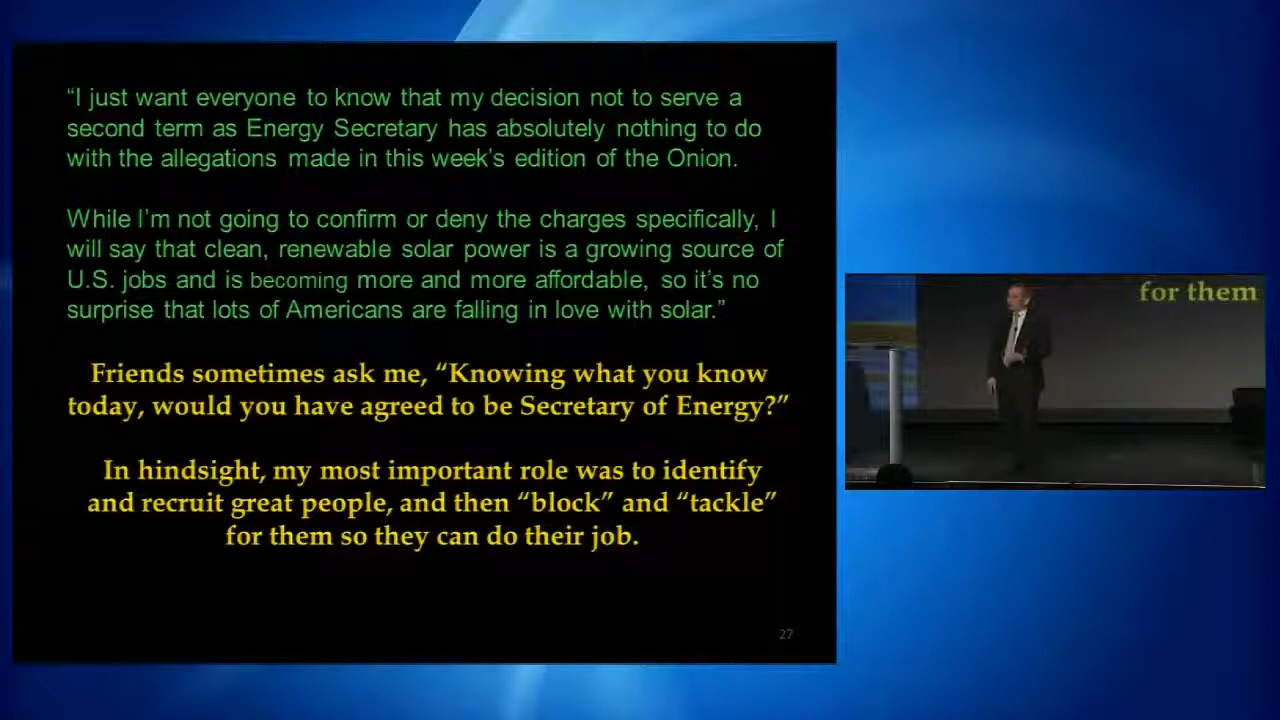 “I just want everyone to know that my decision not to serve a
second term as Energy Secretary has absolutely nothing to do
with the allegations made in this week’s edition of the Onion.
While I’m not going to confirm or deny the charges specifically, I
will say that clean, renewable solar power is a growing source of
U.S. jobs and is becoming more and more affordable, so it’s no
surprise that lots of Americans are falling in love with solar.”
Friends sometimes ask me, “Knowing what you know
today, would you have agreed to be Secretary of Energy?”
In hindsight, my most important role was to identify
and recruit great people, and then “block” and “tackle”
for them so they can do their job.
27
for them